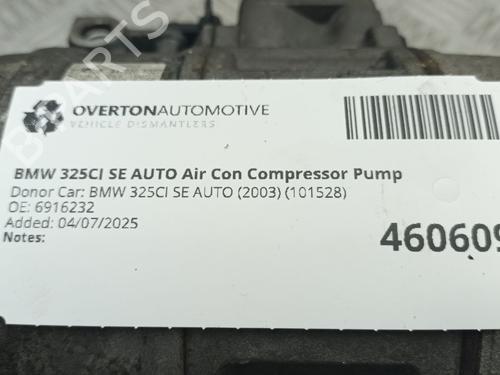 OVERTONAUTOMOTIVE
VEHICLE DISMANTLERS
BMW 325CI SE AUTO Air Con Compressor Pump
Donor Car: BMW 325CI SE AUTO (2003) (101528)
OE: 6916232
Added: 04/07/2025
Notes:
460609